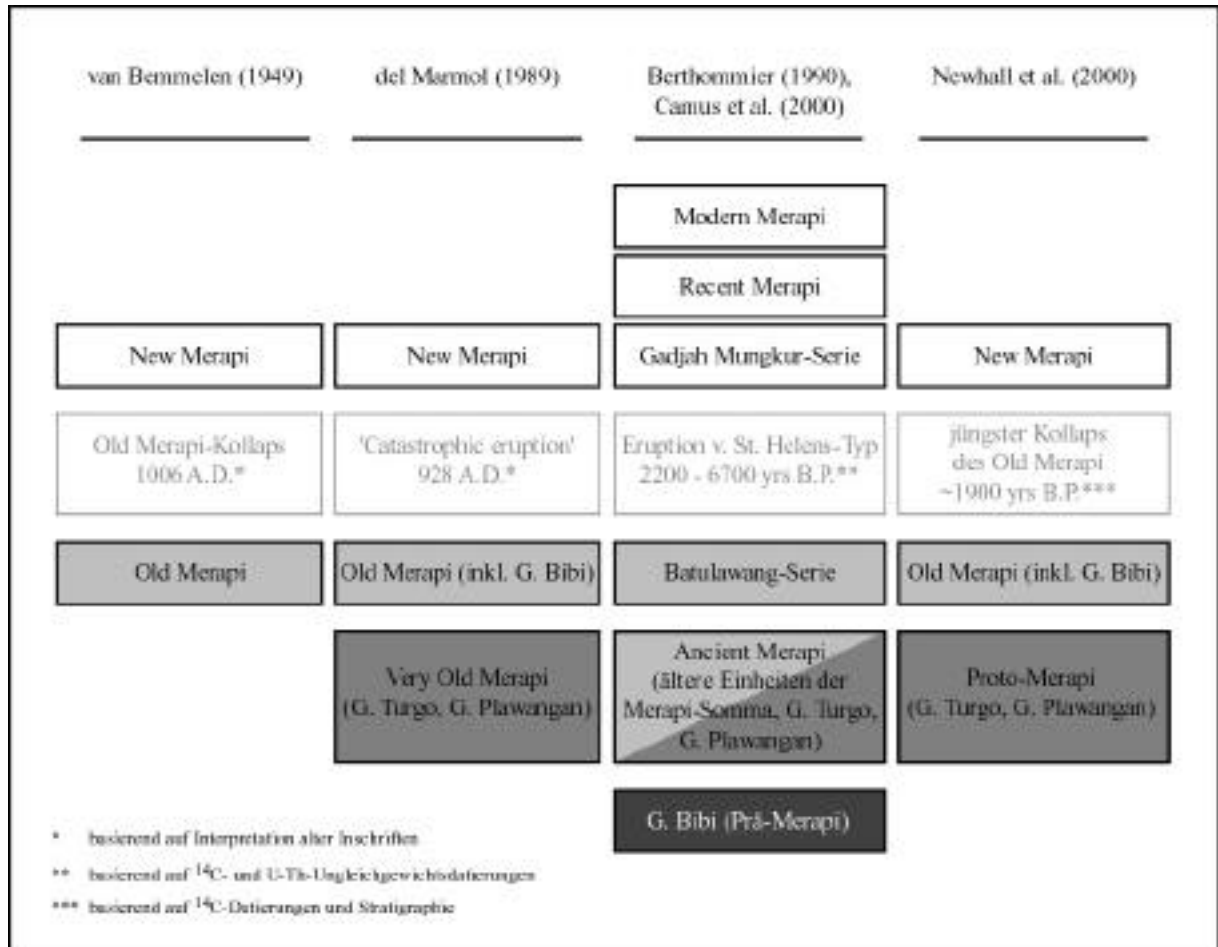 van Bemmelen (1949)
del Marmol (1989)
Berthommier (1990),
Camus et al. (2000)
Newhall et al. (2000)
Modern Merapi
Recent Merapi
New Merapi
New Merapi
Gadjah Mungkur-Serie
New Merapi
Old Merapi-Kollaps
1006 A.D.*
'Catastrophic eruption'
928 A.D.*
Eruption v. St. Helens-Typ
2200 - 6700 yrs B.P.**
jüngster Kollaps
des Old Merapi
~1900 yrs B.P.***
Old Merapi
Old Merapi (inkl. G. Bibi)
Batulawang-Serie
Old Merapi (inkl. G. Bibi)
Very Old Merapi
(G. Turgo, G. Plawangan)
Ancient Merapi
(ältere Einheiten der
Merapi-Somma, G. Turgo,
G. Plawangan)
Proto-Merapi
(G. Turgo, G. Plawangan)
G. Bibi (Prä-Merapi)
* basierend auf Interpretation alter Inschriften
** basierend auf ¹⁴C- und U-Th-Ungleichgewichtsdatierungen
*** basierend auf ¹⁴C-Datierungen und Stratigraphie